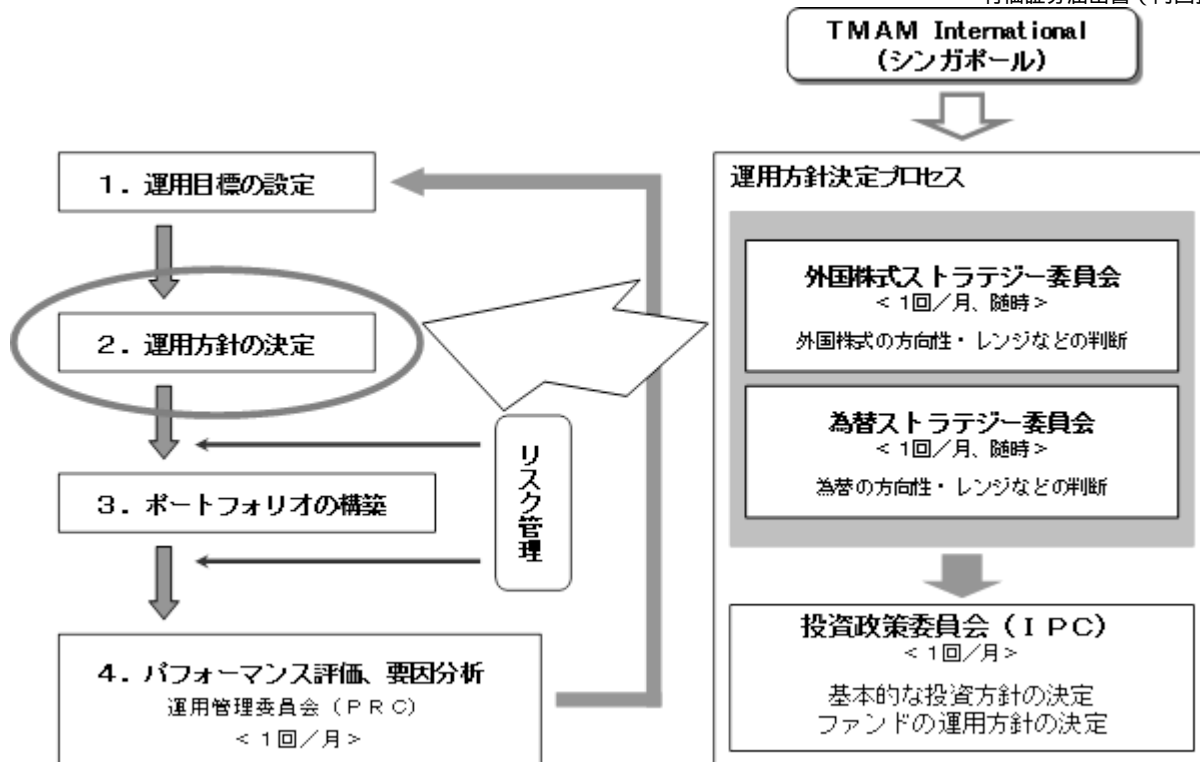 TMAM International
(シンガポール)
1．運用目標の設定
2．運用方針の決定
3．ポートフォリオの構築
4．パフォーマンス評価、要因分析
運用管理委員会（ＰＲＣ）
＜1回／月＞
リスク管理
運用方針決定プロセス
外国株式ストラテジー委員会
＜1回／月、随時＞
外国株式の方向性・レンジなどの判断
為替ストラテジー委員会
＜1回／月、随時＞
為替の方向性・レンジなどの判断
投資政策委員会（ＩＰＣ）
＜1回／月＞
基本的な投資方針の決定
ファンドの運用方針の決定